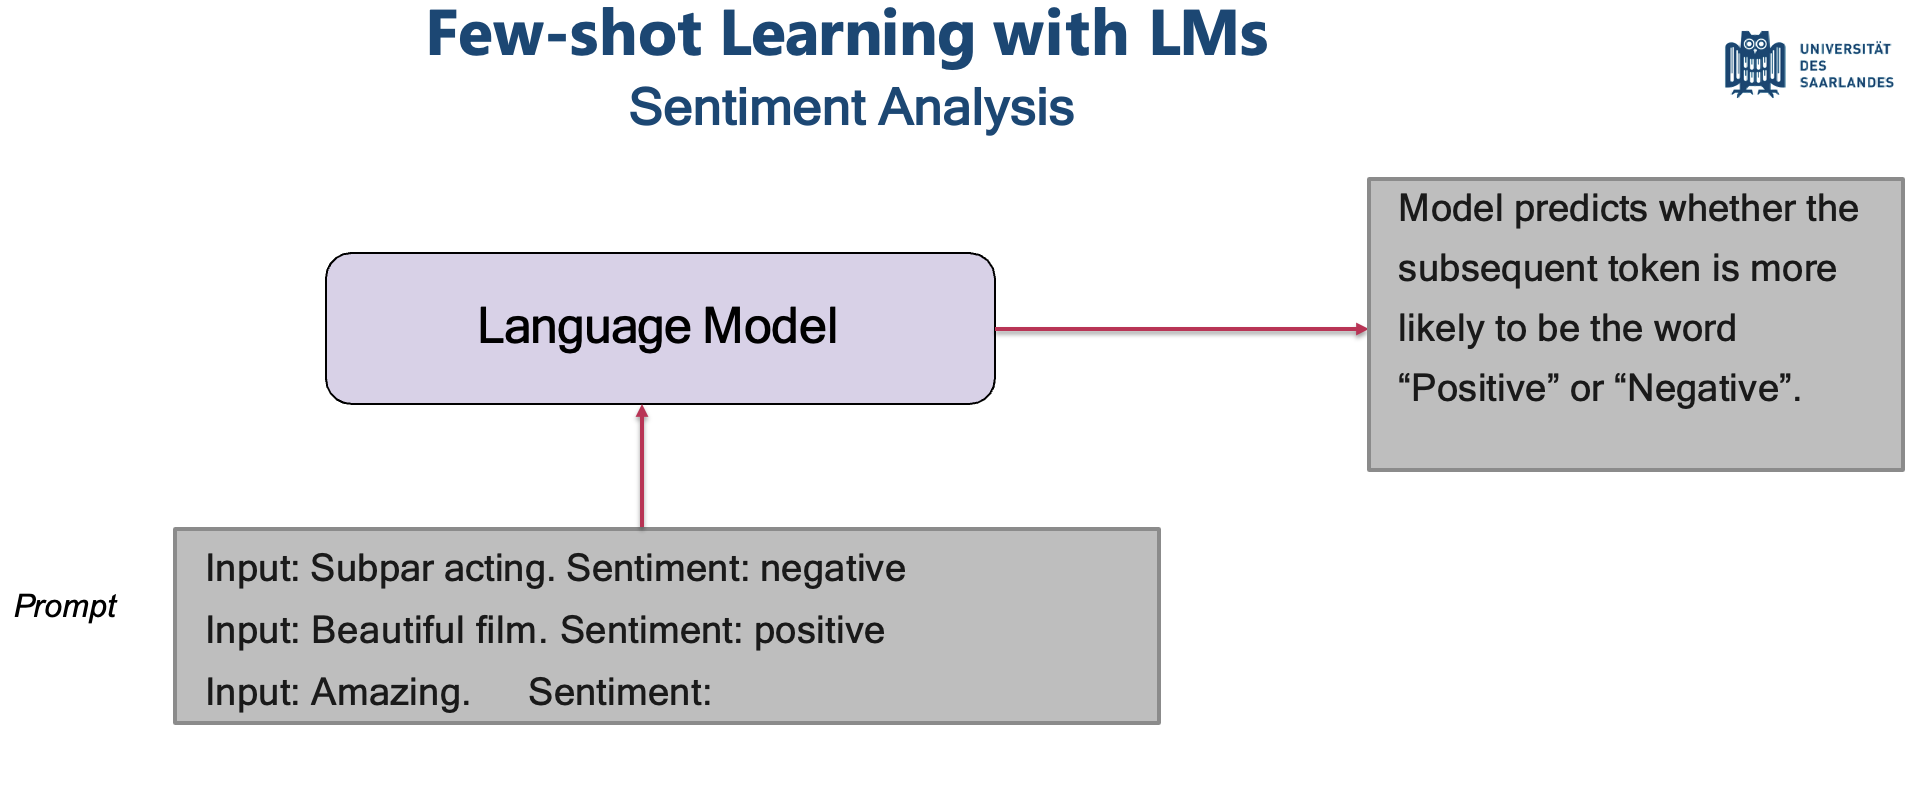 Few-shot Learning with LMs
Sentiment Analysis
UNIVERSITÄT
DES
SAARLANDES
Model predicts whether the
subsequent token is more
likely to be the word
“Positive” or “Negative”.
Language Model
Prompt
Input: Subpar acting. Sentiment: negative
Input: Beautiful film. Sentiment: positive
Input: Amazing. Sentiment: